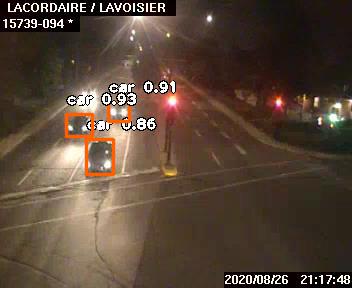 LACORDAIRE / LAVOISIER
15739-094 *
car 0.91
car 0.93
car 0.86
2020/08/26 21:17:48